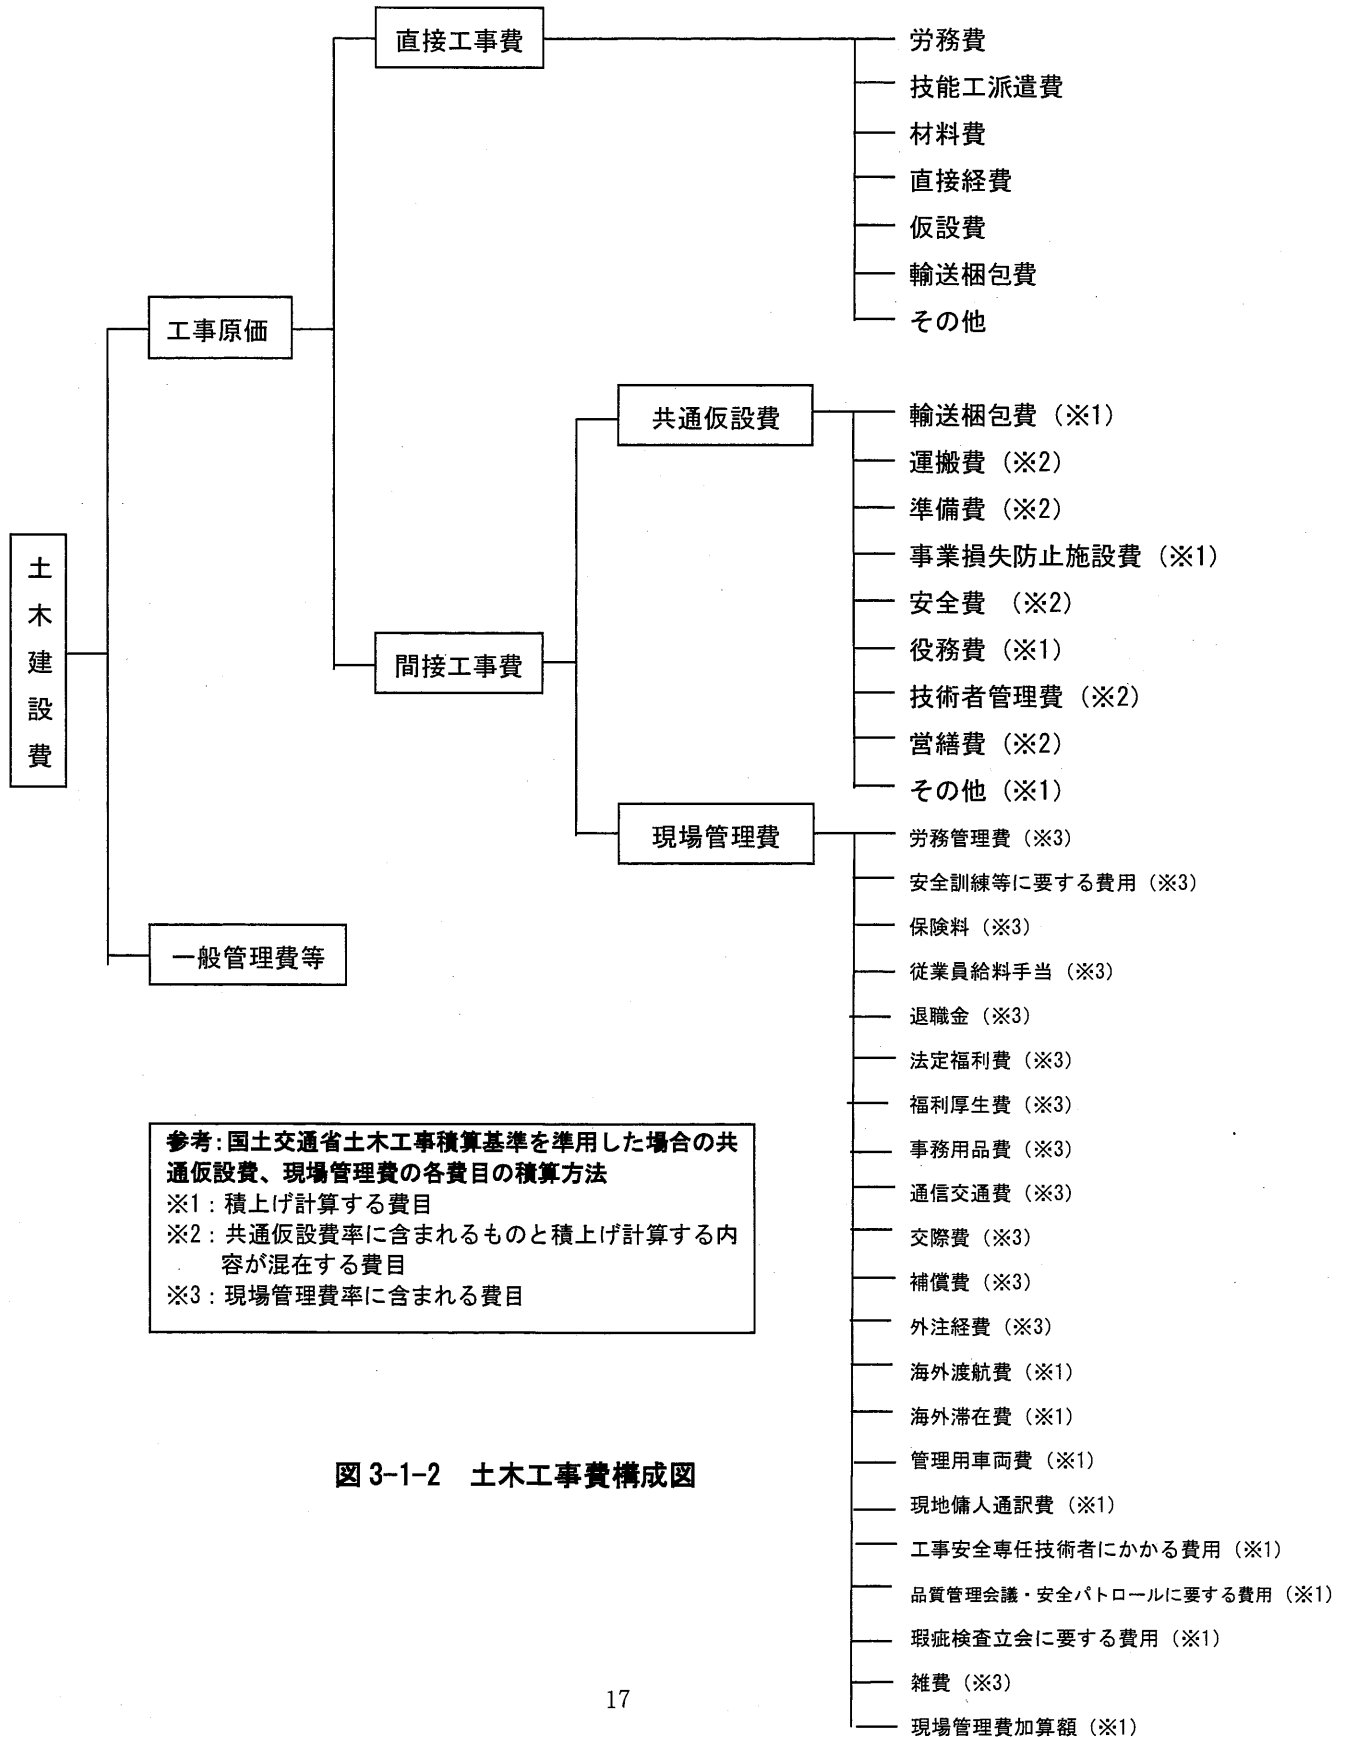 土木建設費
工事原価
一般管理費等
直接工事費
間接工事費
共通仮設費
現場管理費
労務費
技能工派遣費
材料費
直接経費
仮設費
輸送梱包費
その他
輸送梱包費（※1）
運搬費（※2）
準備費（※2）
事業損失防止施設費（※1）
安全費　（※2）
役務費（※1）
技術者管理費（※2）
営繕費（※2）
その他（※1）
労務管理費（※3）
安全訓練等に要する費用（※3）
保険料（※3）
従業員給料手当（※3）
退職金（※3）
法定福利費（※3）
福利厚生費（※3）
事務用品費（※3）
通信交通費（※3）
交際費（※3）
補償費（※3）
外注経費（※3）
海外渡航費（※1）
海外滞在費（※1）
管理用車両費（※1）
現地傭人通訳費（※1）
工事安全専任技術者にかかる費用（※1）
品質管理会議・安全パトロールに要する費用（※1）
瑕疵検査立会に要する費用（※1）
雑費（※3）
現場管理費加算額（※1）
参考：国土交通省土木工事積算基準を準用した場合の共
通仮設費、現場管理費の各費目の積算方法
※1：積上げ計算する費目
※2：共通仮設費率に含まれるものと積上げ計算する内
容が混在する費目
※3：現場管理費率に含まれる費目
図 3-1-2　土木工事費構成図
17